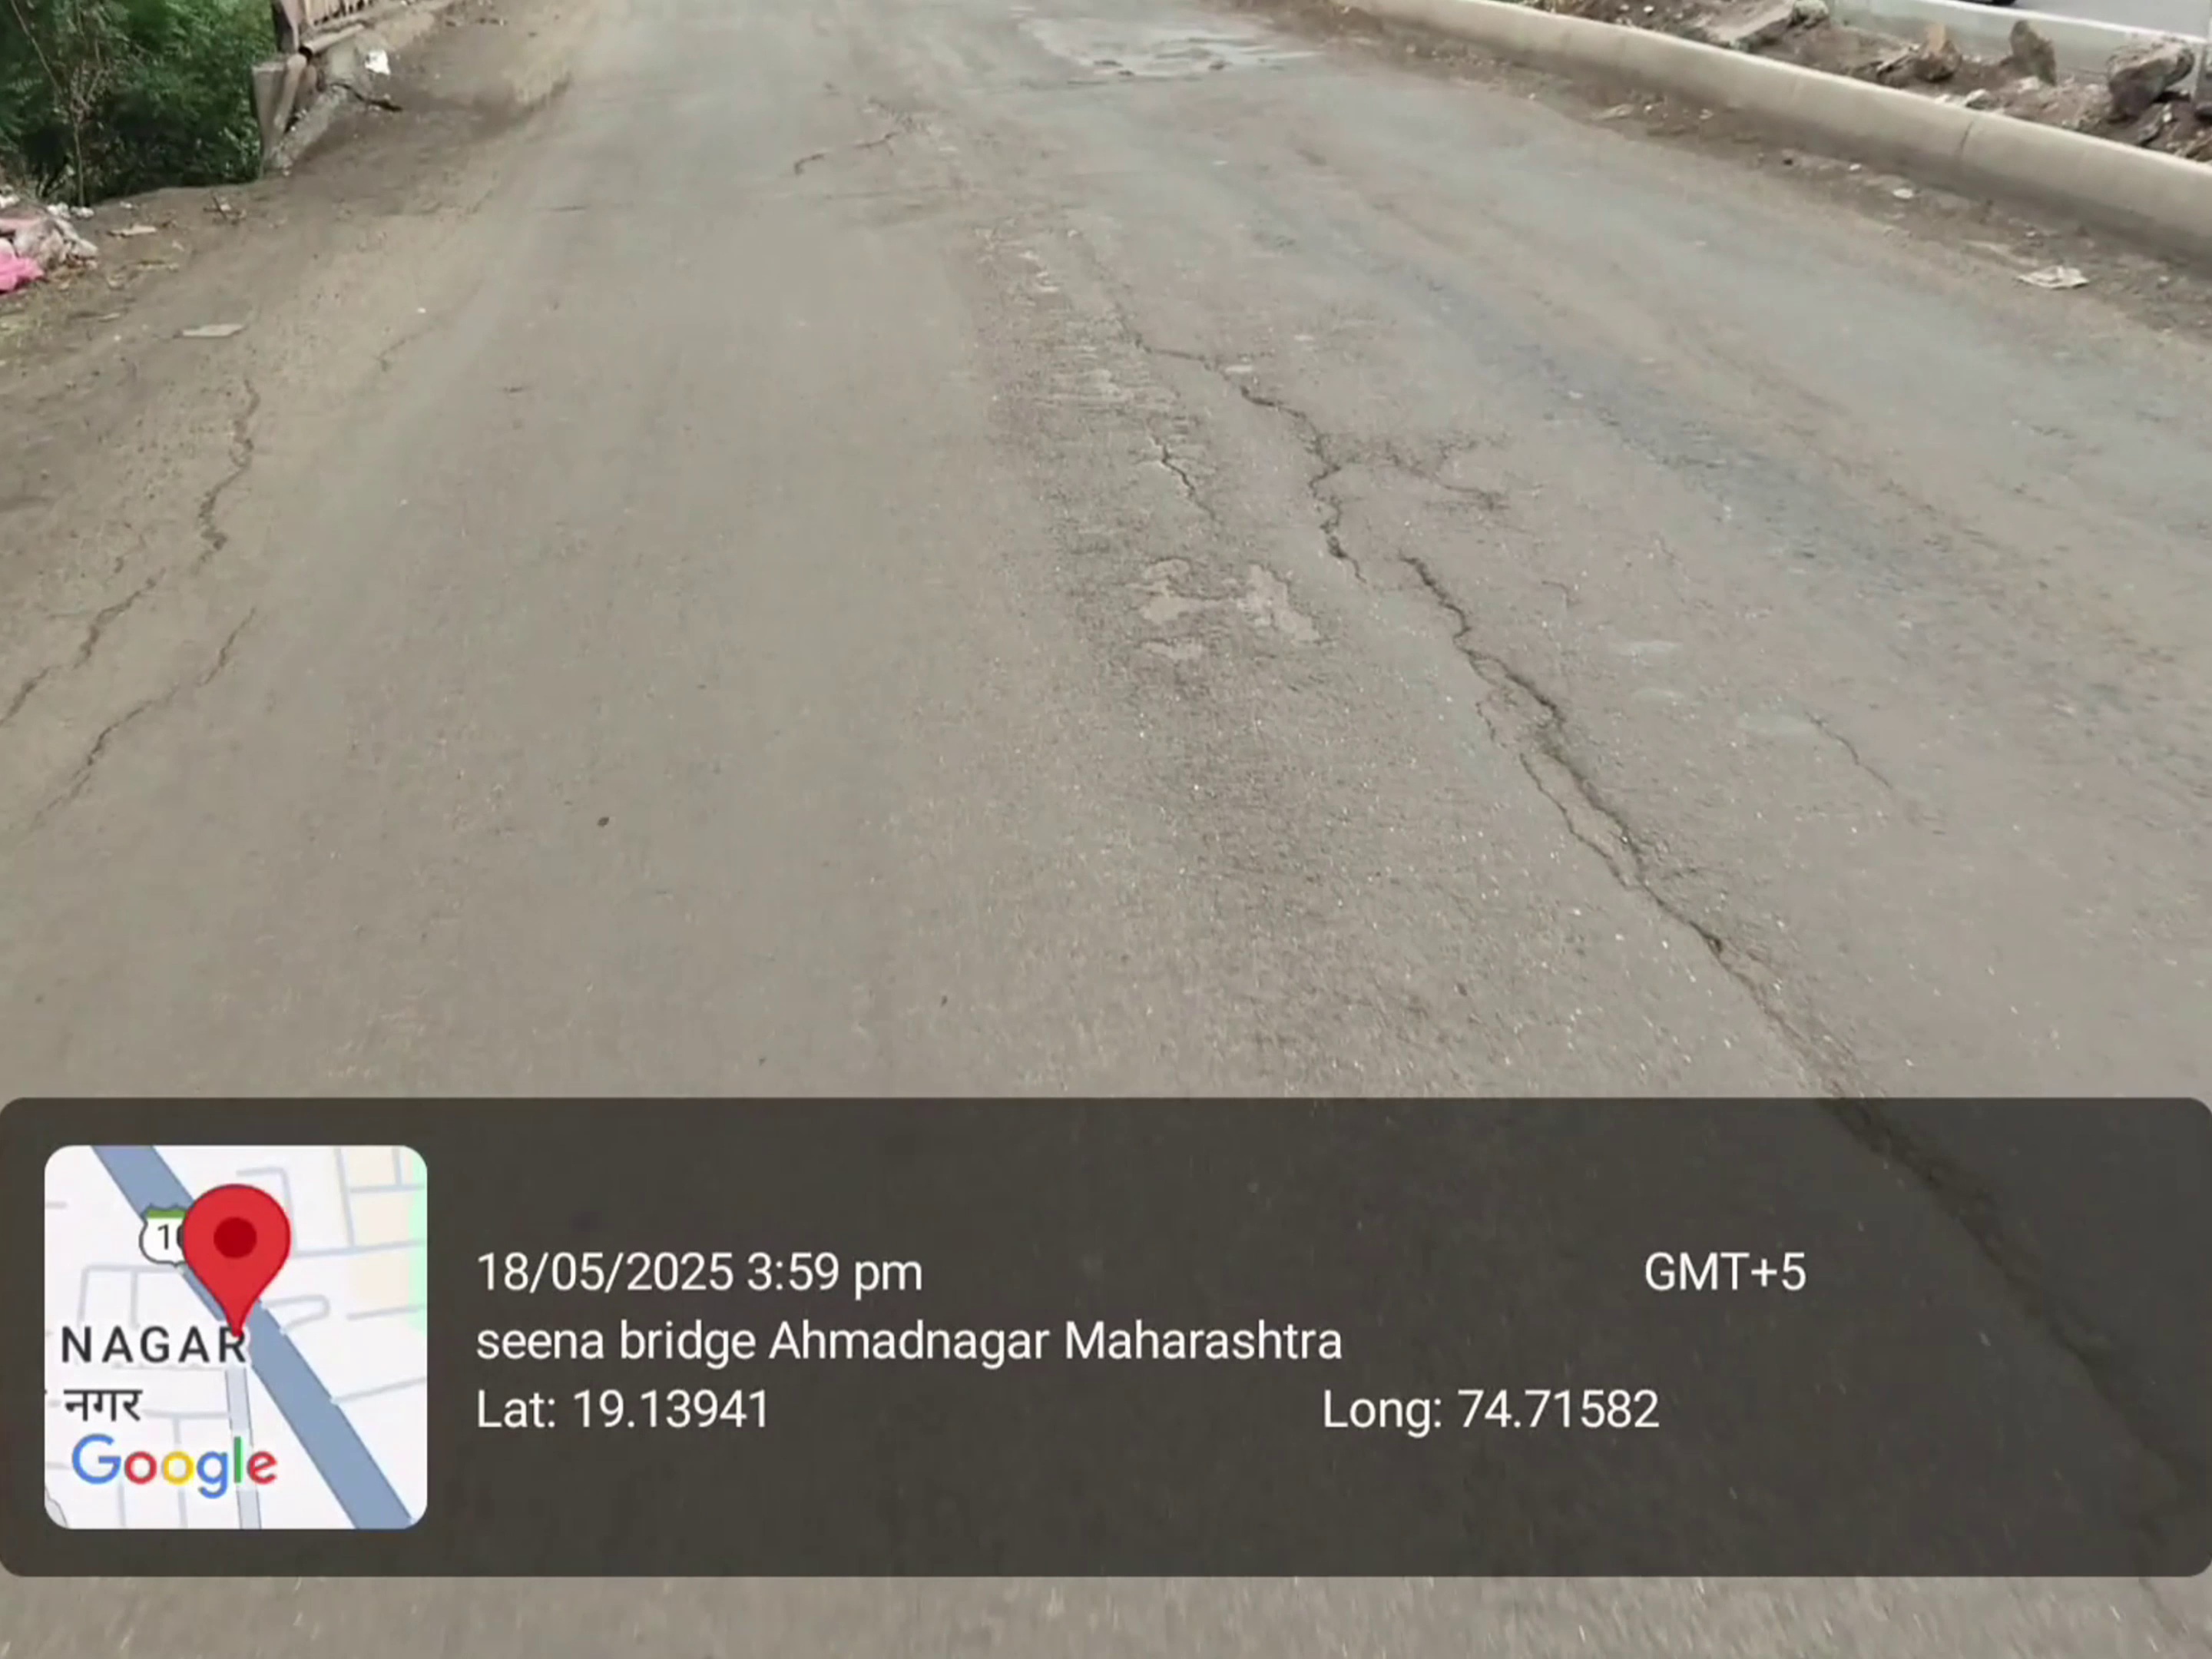 18/05/2025 3:59 pm GMT+5
seena bridge Ahmadnagar Maharashtra
Lat: 19.13941 Long: 74.71582
NAGAR
नगर
Google